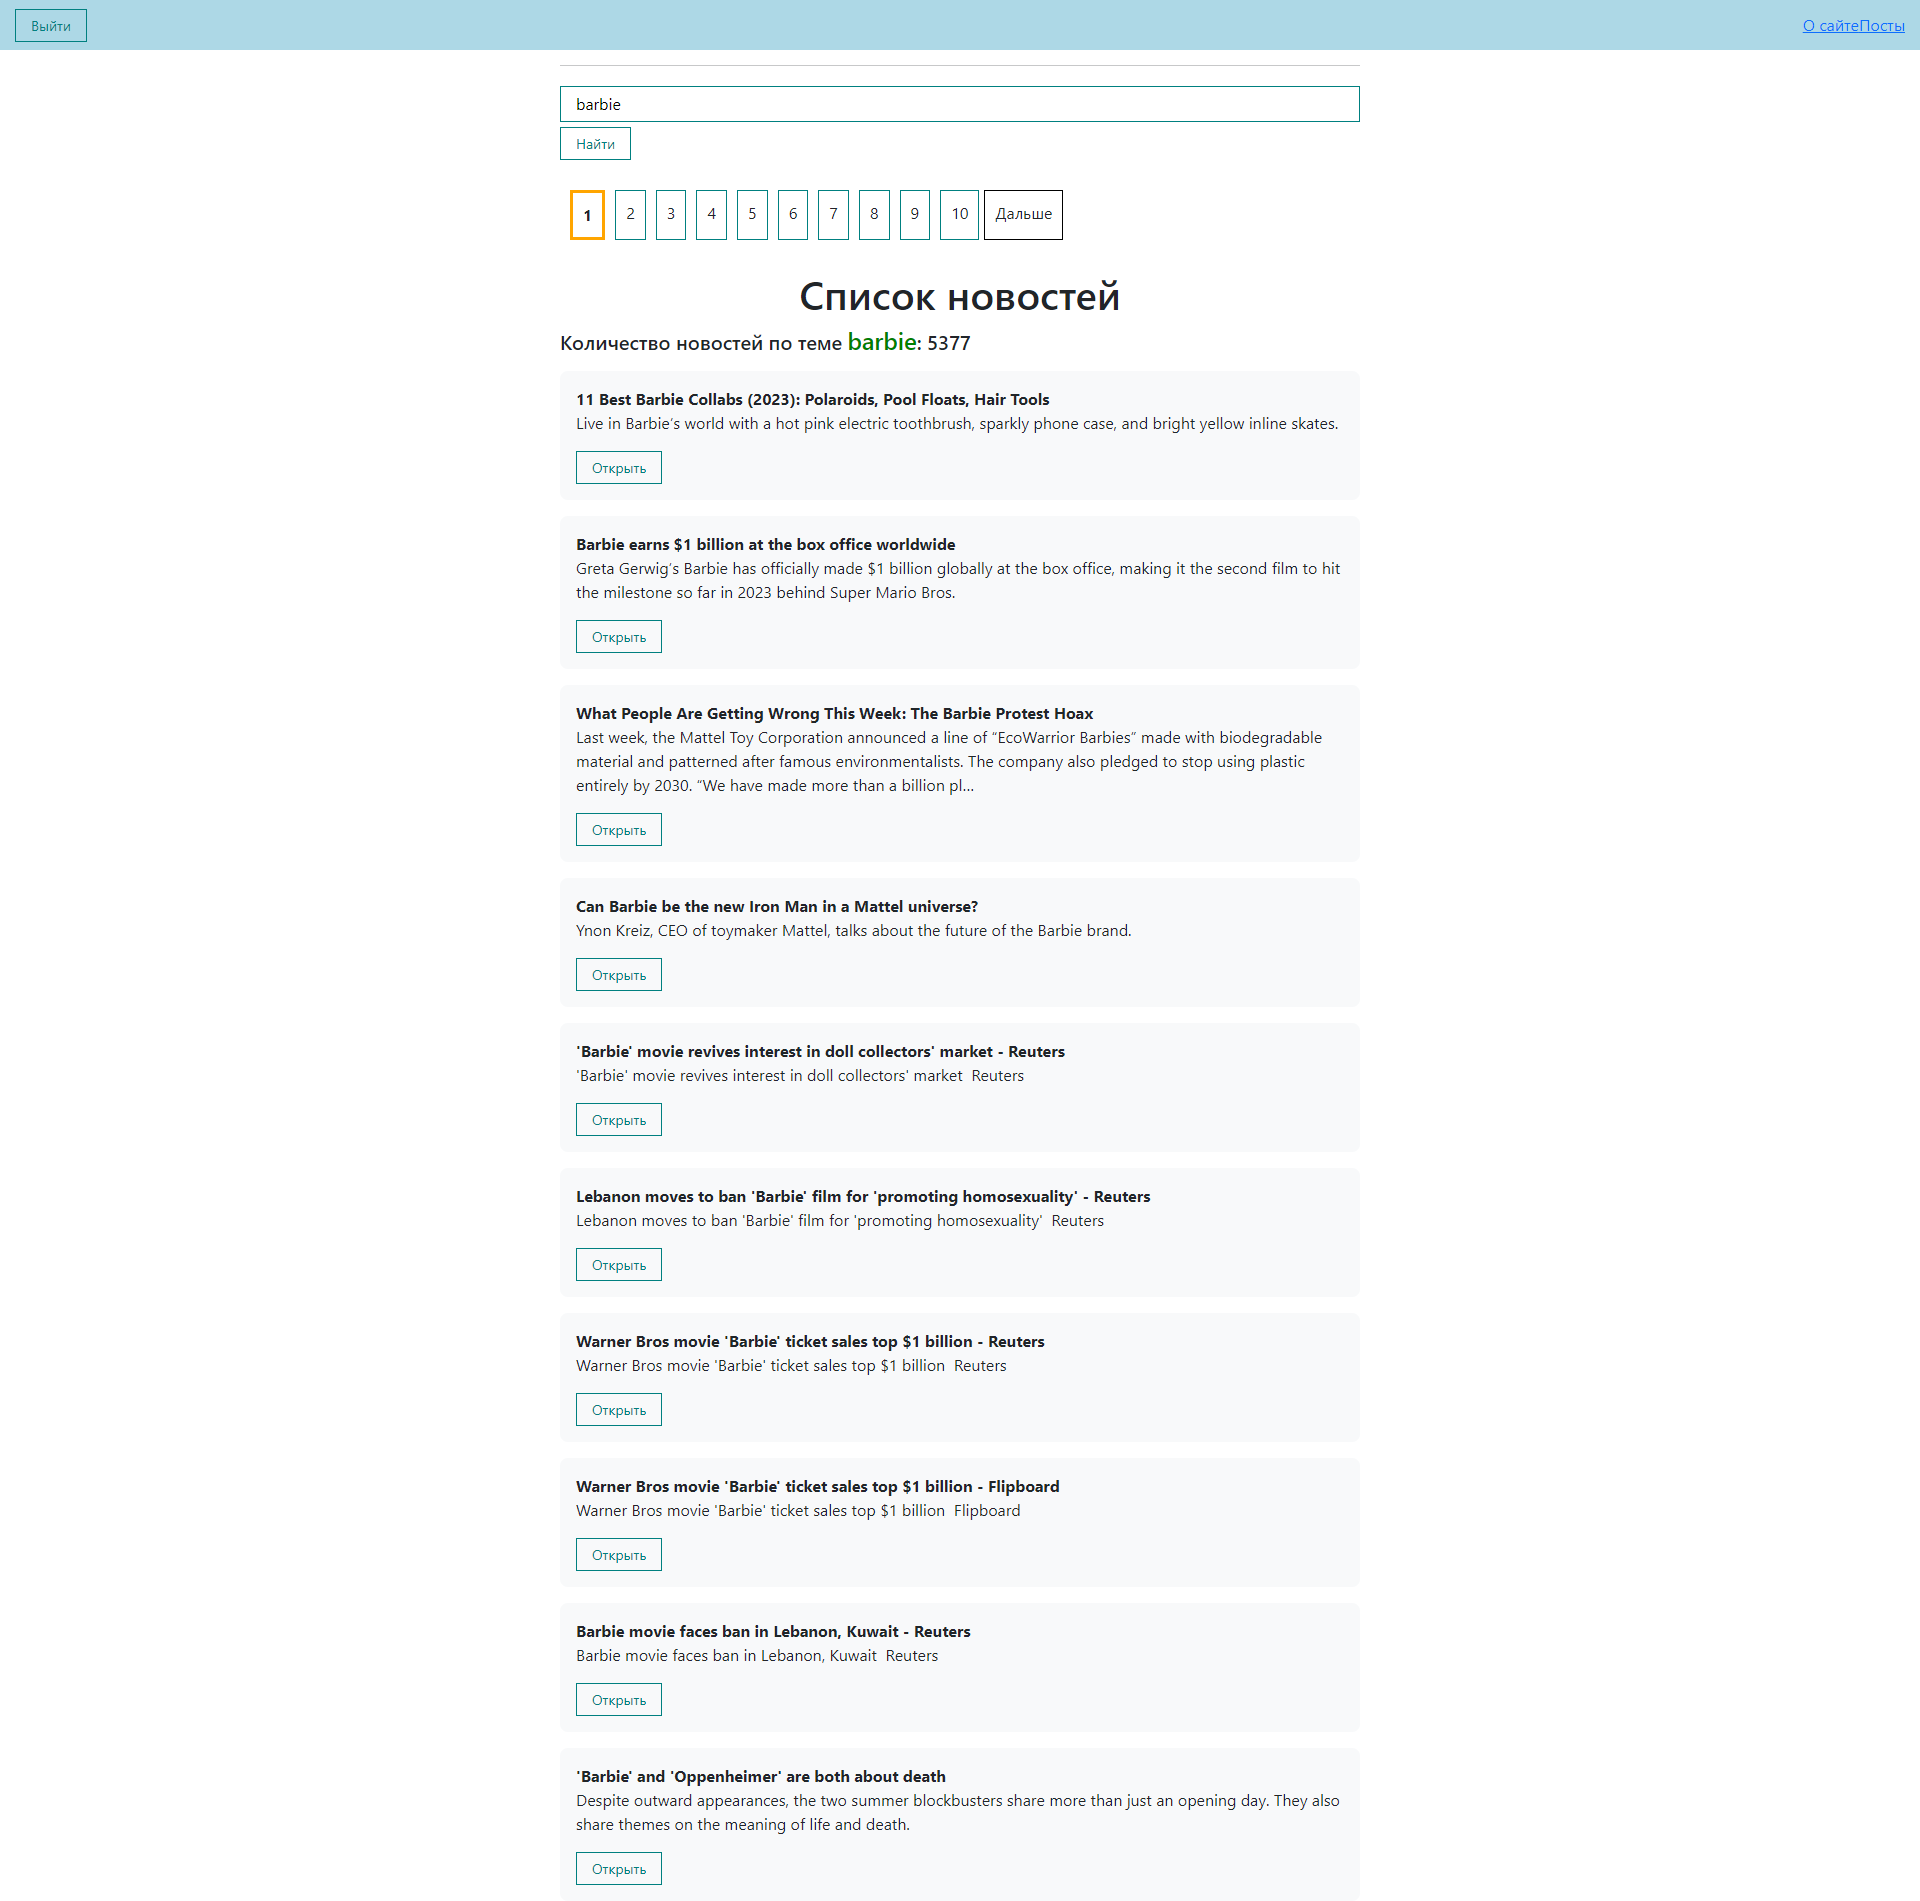 Выйти
О сайтеПосты
barbie
Найти
1 2 3 4 5 6 7 8 9 10 Дальше
Список новостей
Количество новостей по теме barbie: 5377
11 Best Barbie Collabs (2023): Polaroids, Pool Floats, Hair Tools
Live in Barbie’s world with a hot pink electric toothbrush, sparkly phone case, and bright yellow inline skates.
Открыть
Barbie earns $1 billion at the box office worldwide
Greta Gerwig’s Barbie has officially made $1 billion globally at the box office, making it the second film to hit
the milestone so far in 2023 behind Super Mario Bros.
Открыть
What People Are Getting Wrong This Week: The Barbie Protest Hoax
Last week, the Mattel Toy Corporation announced a line of “EcoWarrior Barbies” made with biodegradable
material and patterned after famous environmentalists. The company also pledged to stop using plastic
entirely by 2030. “We have made more than a billion pl…
Открыть
Can Barbie be the new Iron Man in a Mattel universe?
Ynon Kreiz, CEO of toymaker Mattel, talks about the future of the Barbie brand.
Открыть
'Barbie' movie revives interest in doll collectors' market - Reuters
'Barbie' movie revives interest in doll collectors' market  Reuters
Открыть
Lebanon moves to ban 'Barbie' film for 'promoting homosexuality' - Reuters
Lebanon moves to ban 'Barbie' film for 'promoting homosexuality'  Reuters
Открыть
Warner Bros movie 'Barbie' ticket sales top $1 billion - Reuters
Warner Bros movie 'Barbie' ticket sales top $1 billion  Reuters
Открыть
Warner Bros movie 'Barbie' ticket sales top $1 billion - Flipboard
Warner Bros movie 'Barbie' ticket sales top $1 billion  Flipboard
Открыть
Barbie movie faces ban in Lebanon, Kuwait - Reuters
Barbie movie faces ban in Lebanon, Kuwait  Reuters
Открыть
'Barbie' and 'Oppenheimer' are both about death
Despite outward appearances, the two summer blockbusters share more than just an opening day. They also
share themes on the meaning of life and death.
Открыть